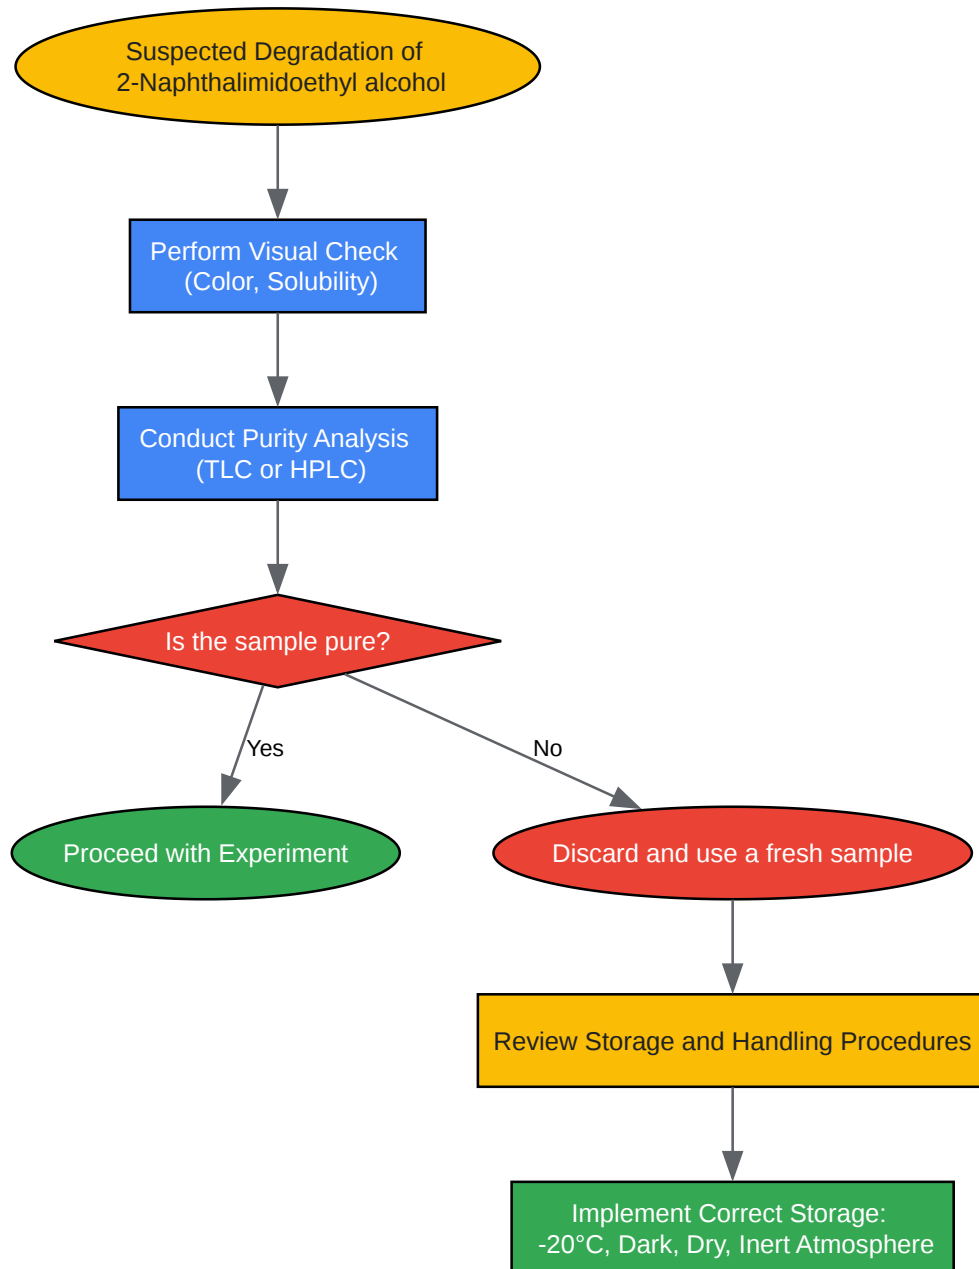 Suspected Degradation of
2-Naphthalimidoethyl alcohol
Perform Visual Check
(Color, Solubility)
Conduct Purity Analysis
(TLC or HPLC)
Is the sample pure?
Yes
No
Proceed with Experiment
Discard and use a fresh sample
Review Storage and Handling Procedures
Implement Correct Storage:
-20°C, Dark, Dry, Inert Atmosphere